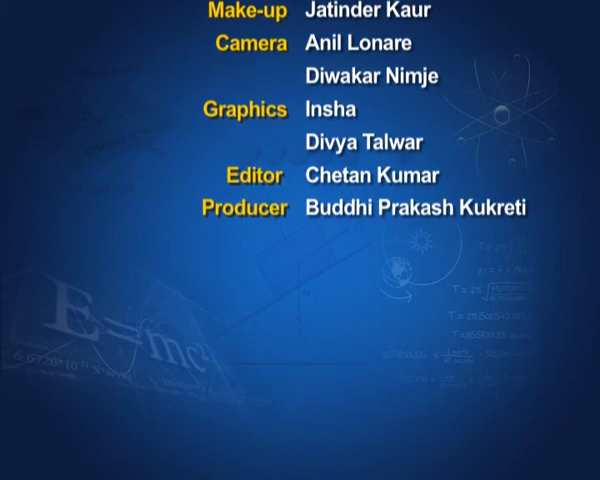 Make-up Jatinder Kaur
Camera Anil Lonare
Diwakar Nimje
Graphics Insha
Divya Talwar
Editor Chetan Kumar
Producer Buddhi Prakash Kukreti
E=mc²